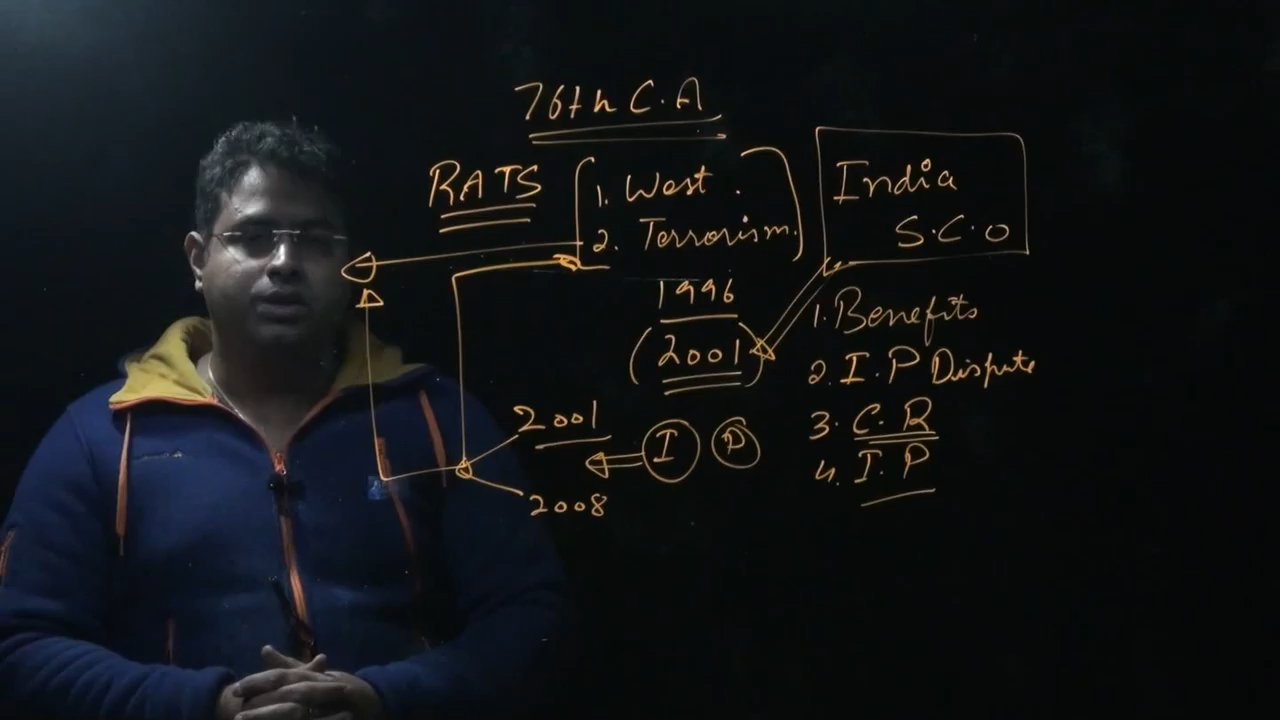 76th C.A
RATS
1. West.
2. Terrorism.
India
S.C.O
1996
(2001)
1. Benefits
2. I.P Dispute
3. C.R
4. I.P
2001
I P
2008